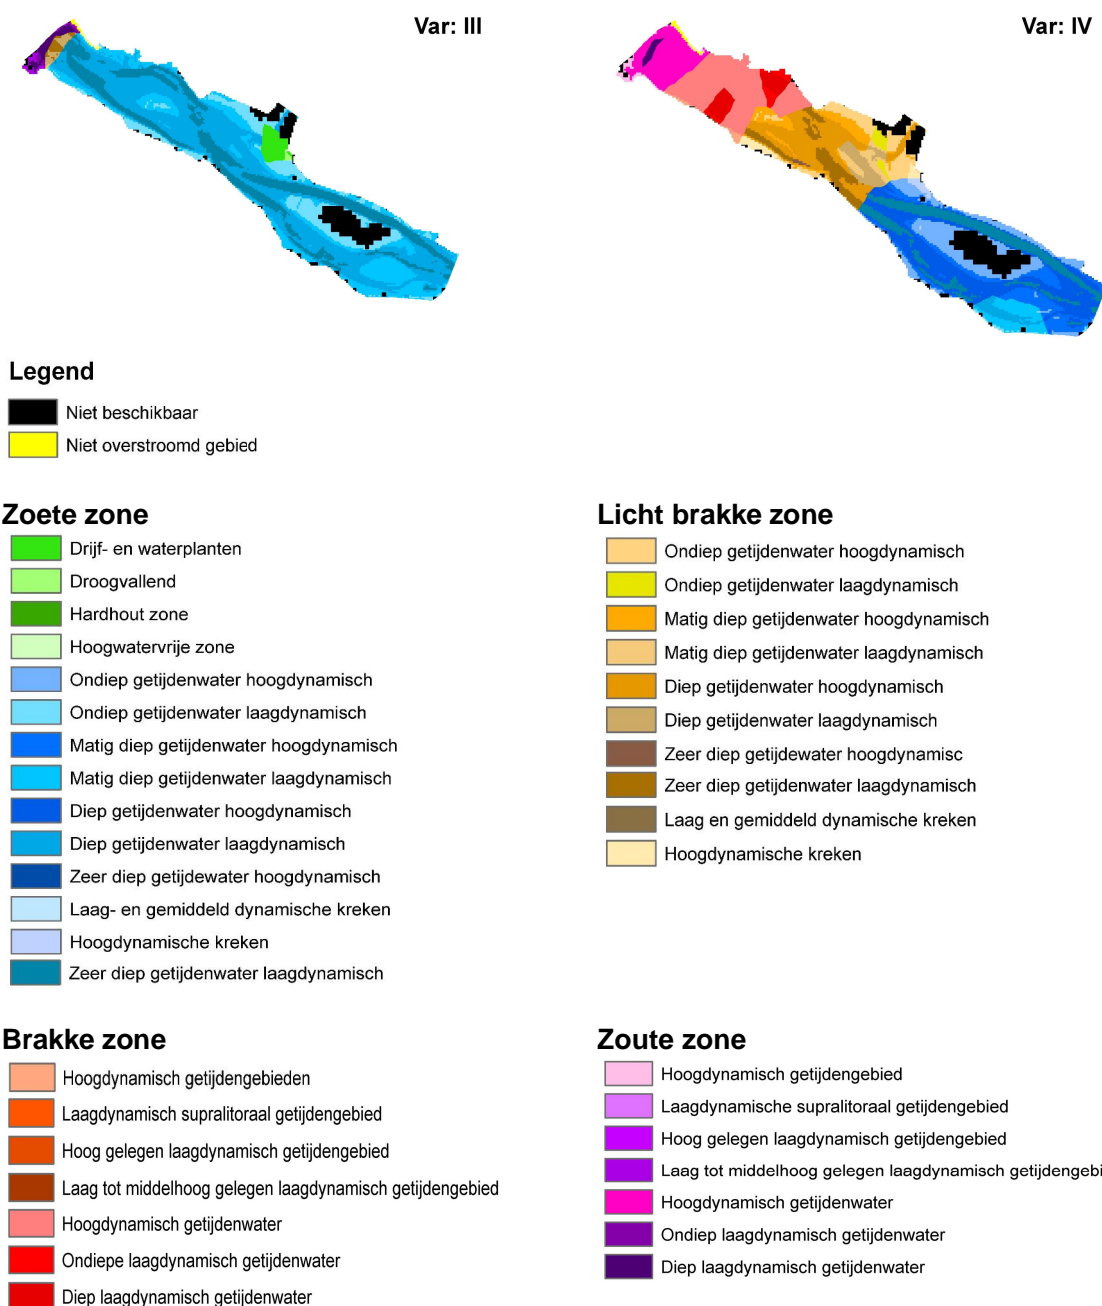 Var: III
Var: IV
Legend
Niet beschikbaar
Niet overstroomd gebied
Zoete zone
Drijf- en waterplanten
Droogvallend
Hardhout zone
Hoogwatervrije zone
Ondiep getijdenwater hoogdynamisch
Ondiep getijdenwater laagdynamisch
Matig diep getijdenwater hoogdynamisch
Matig diep getijdenwater laagdynamisch
Diep getijdenwater hoogdynamisch
Diep getijdenwater laagdynamisch
Zeer diep getijdewater hoogdynamisch
Laag- en gemiddeld dynamische kreken
Hoogdynamische kreken
Zeer diep getijdenwater laagdynamisch
Licht brakke zone
Ondiep getijdenwater hoogdynamisch
Ondiep getijdenwater laagdynamisch
Matig diep getijdenwater hoogdynamisch
Matig diep getijdenwater laagdynamisch
Diep getijdenwater hoogdynamisch
Diep getijdenwater laagdynamisch
Zeer diep getijdewater hoogdynamisc
Zeer diep getijdenwater laagdynamisch
Laag en gemiddeld dynamische kreken
Hoogdynamische kreken
Brakke zone
Hoogdynamisch getijdengebieden
Laagdynamisch supralitoraal getijdengebied
Hoog gelegen laagdynamisch getijdengebied
Laag tot middelhoog gelegen laagdynamisch getijdengebied
Hoogdynamisch getijdenwater
Ondiepe laagdynamisch getijdenwater
Diep laagdynamisch getijdenwater
Zoute zone
Hoogdynamisch getijdengebied
Laagdynamische supralitoraal getijdengebied
Hoog gelegen laagdynamisch getijdengebied
Laag tot middelhoog gelegen laagdynamisch getijdengebi
Hoogdynamisch getijdenwater
Ondiep laagdynamisch getijdenwater
Diep laagdynamisch getijdenwater